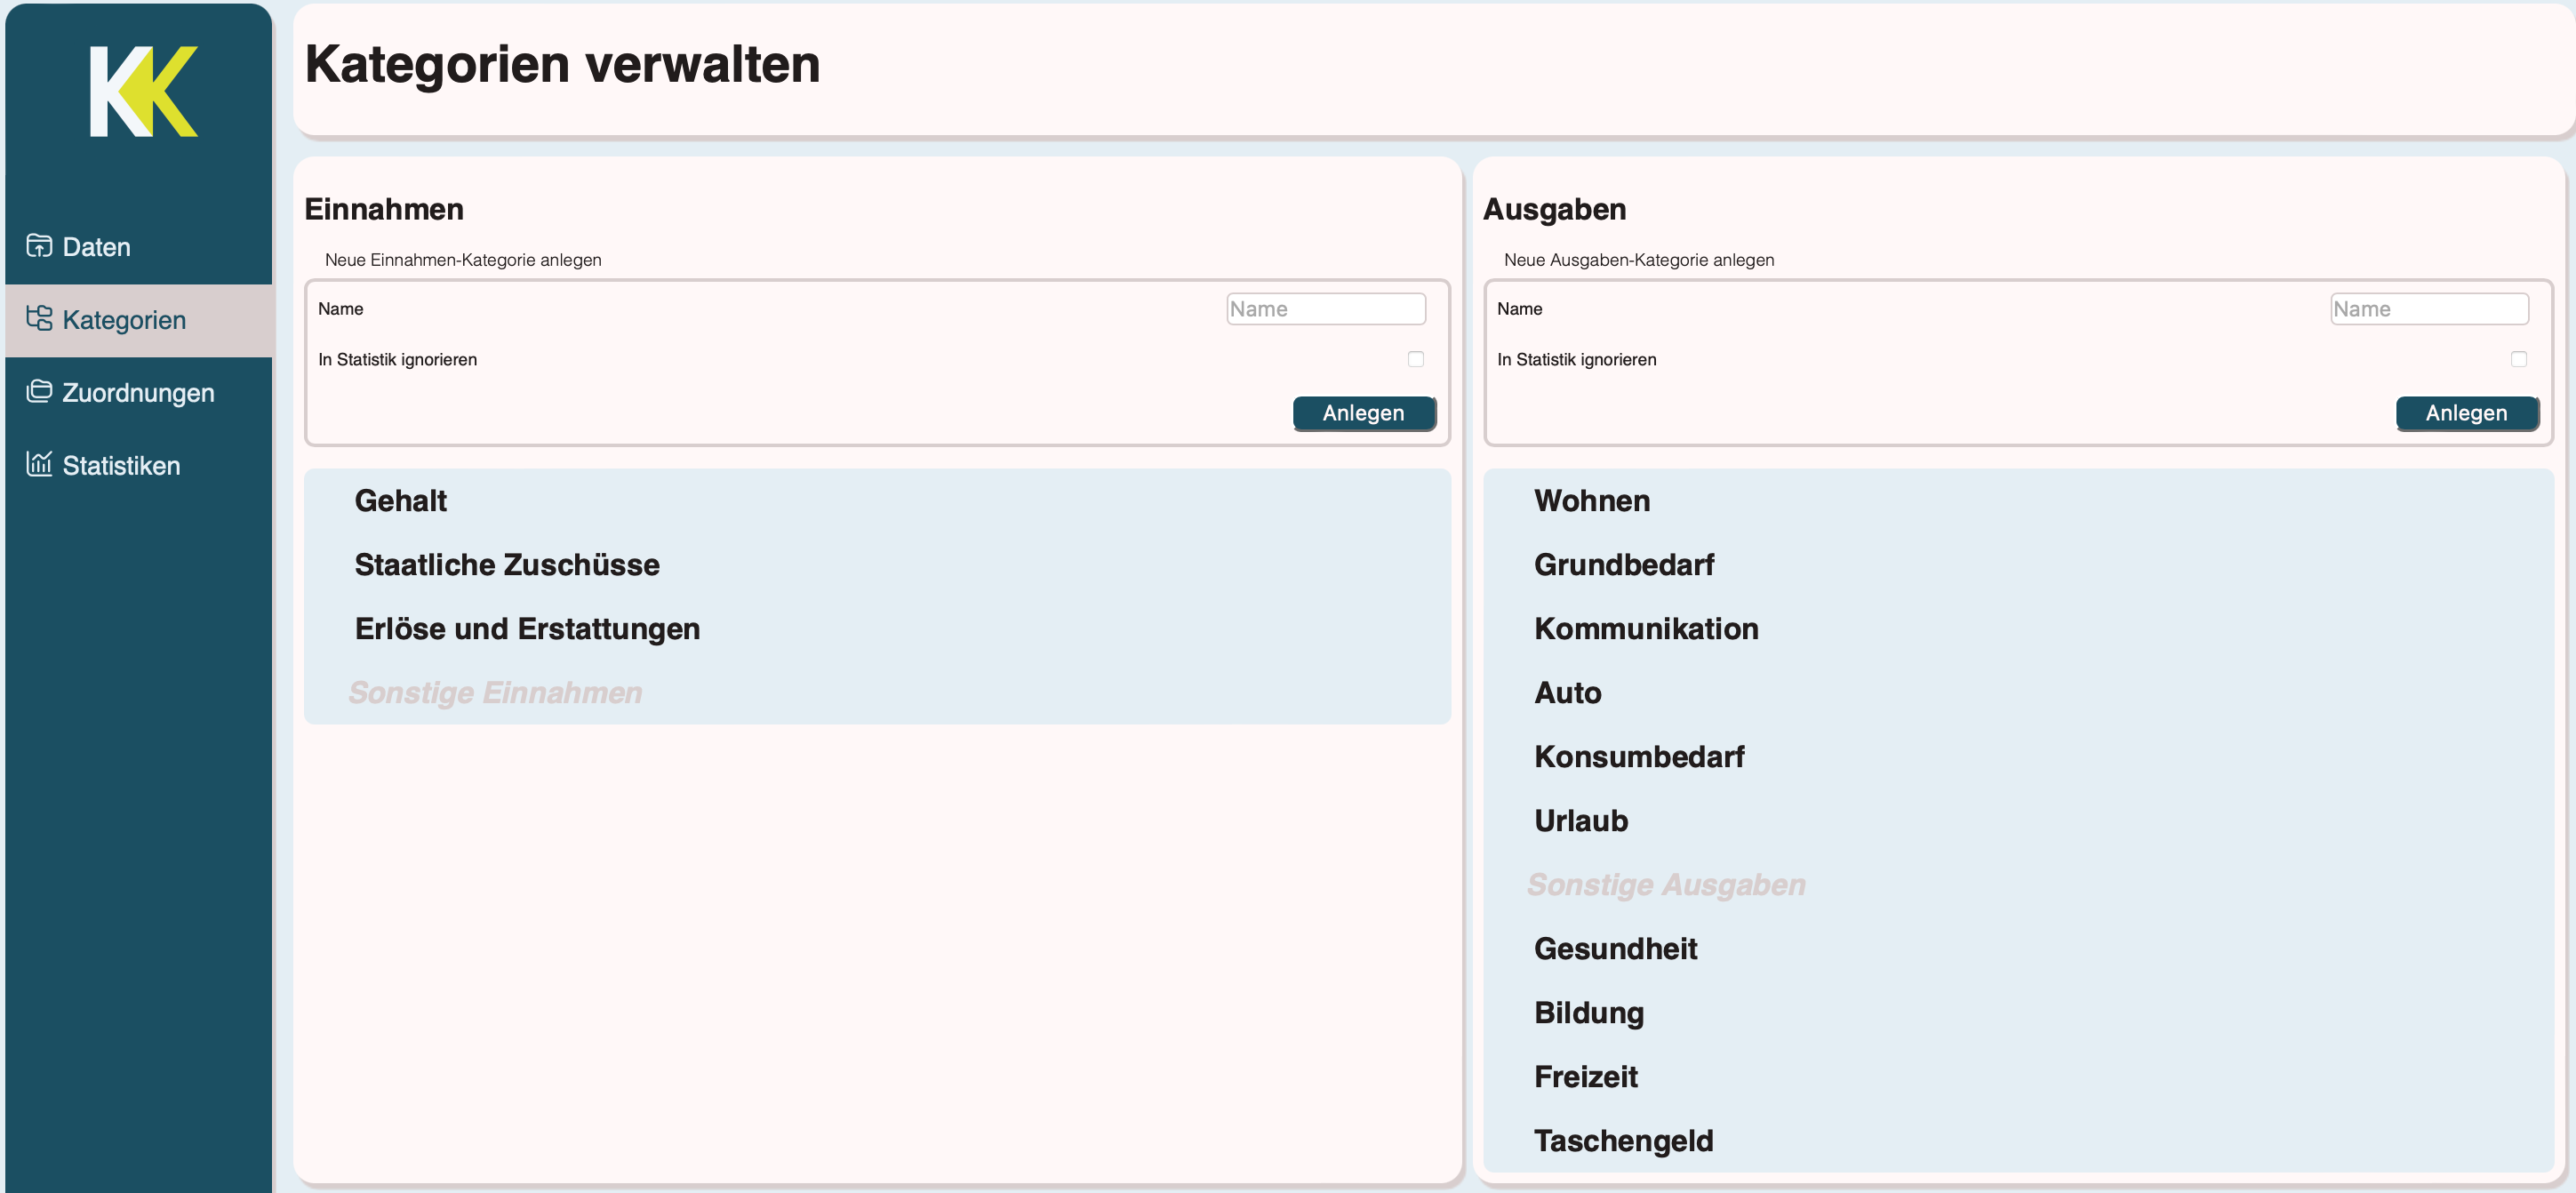 KK
Kategorien verwalten
Daten
Kategorien
Zuordnungen
Statistiken
Einnahmen
Neue Einnahmen-Kategorie anlegen
Name
Name
In Statistik ignorieren
Anlegen
Gehalt
Staatliche Zuschüsse
Erlöse und Erstattungen
Sonstige Einnahmen
Ausgaben
Neue Ausgaben-Kategorie anlegen
Name
Name
In Statistik ignorieren
Anlegen
Wohnen
Grundbedarf
Kommunikation
Auto
Konsumbedarf
Urlaub
Sonstige Ausgaben
Gesundheit
Bildung
Freizeit
Taschengeld